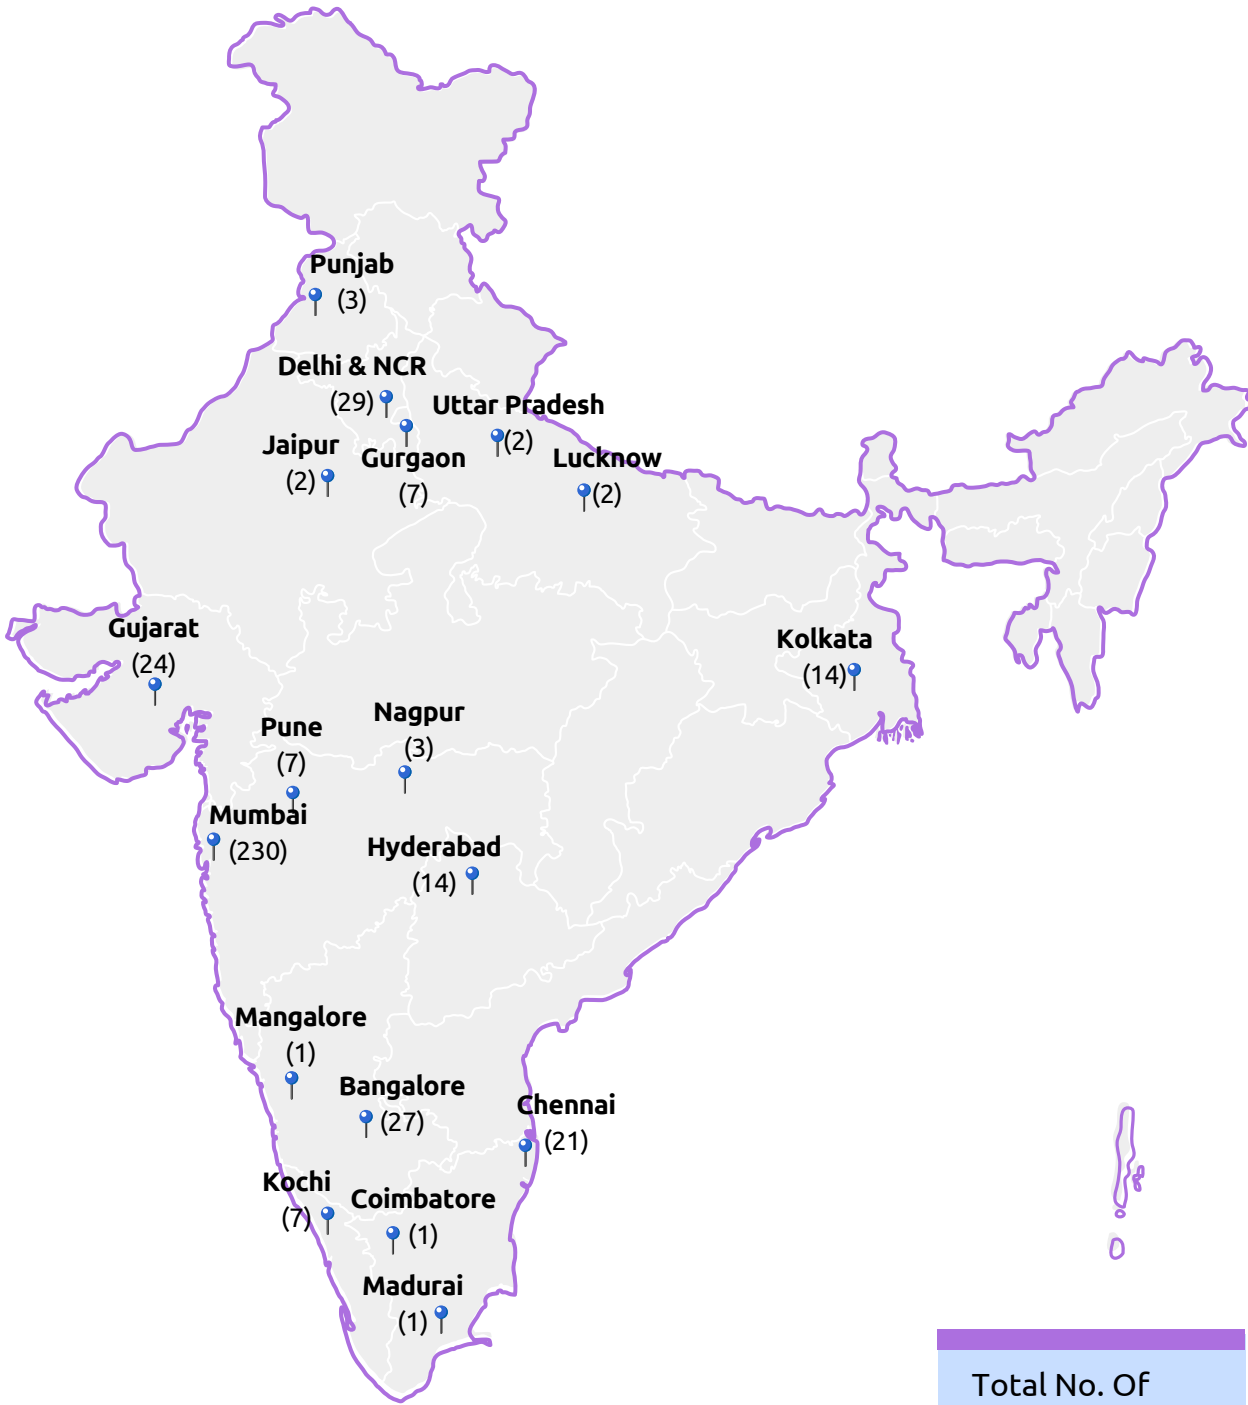 Punjab
(3)
Delhi & NCR
(29)
Uttar Pradesh
(2)
Jaipur
(2)
Gurgaon
(7)
Lucknow
(2)
Gujarat
(24)
Kolkata
(14)
Pune
(7)
Nagpur
(3)
Mumbai
(230)
Hyderabad
(14)
Mangalore
(1)
Bangalore
(27)
Chennai
(21)
Kochi
(7)
Coimbatore
(1)
Madurai
(1)
Total No. Of